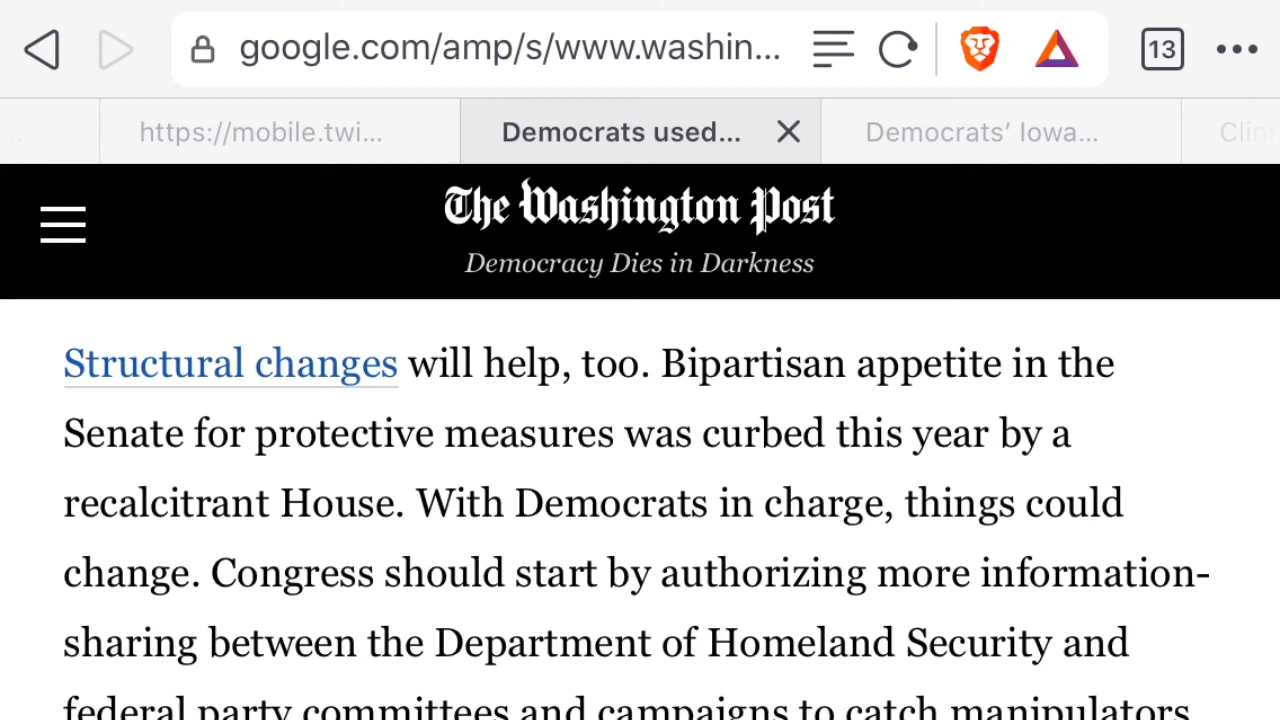 google.com/amp/s/www.washin...
13
https://mobile.twi...
Democrats used...
Democrats’ Iowa...
Clin
The Washington Post
Democracy Dies in Darkness
Structural changes will help, too. Bipartisan appetite in the
Senate for protective measures was curbed this year by a
recalcitrant House. With Democrats in charge, things could
change. Congress should start by authorizing more information-
sharing between the Department of Homeland Security and
federal party committees and campaigns to catch manipulators